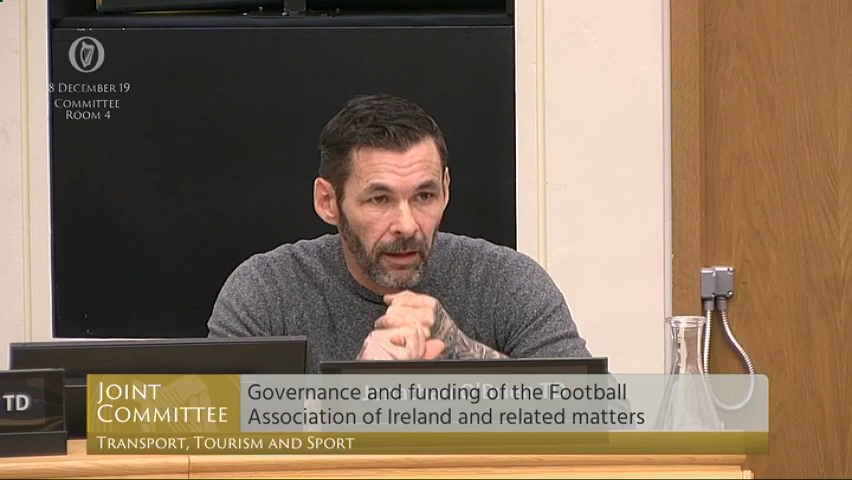 8 December 19
Committee
Room 4
TD
Joint
Committee
Governance and funding of the Football
Association of Ireland and related matters
Transport, Tourism and Sport